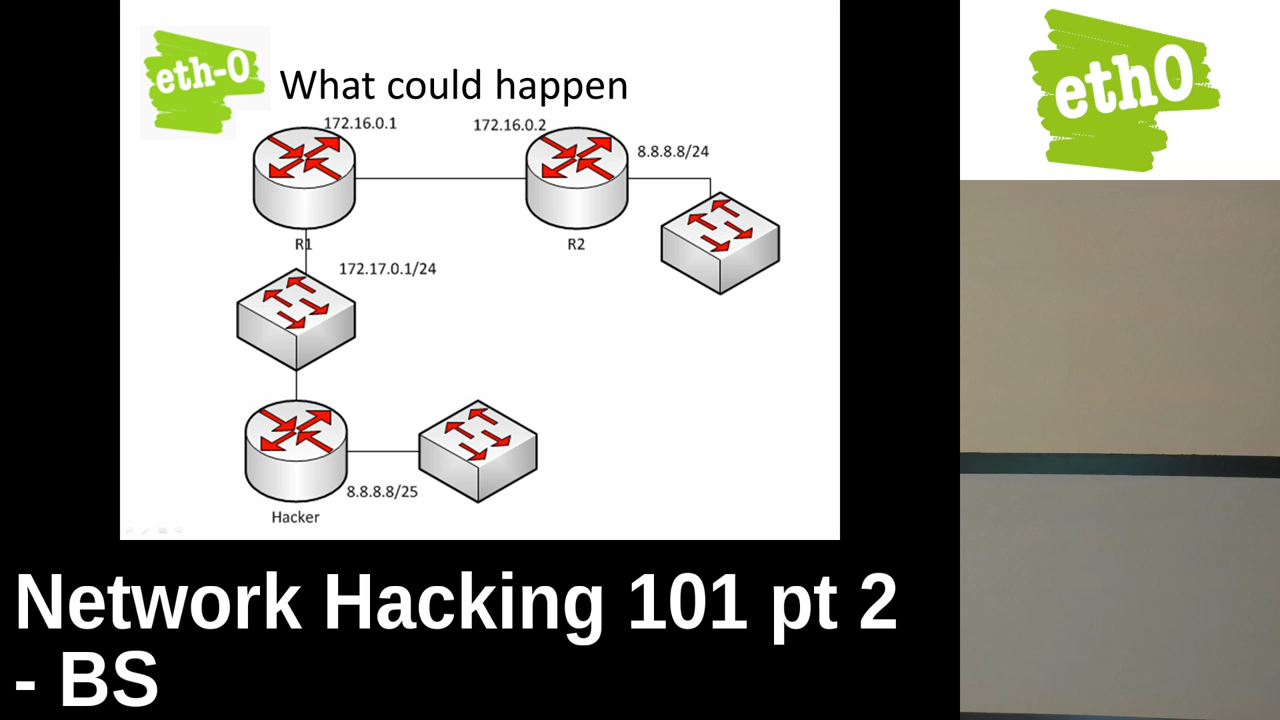 eth-0
What could happen
172.16.0.1
172.16.0.2
8.8.8.8/24
R1
R2
172.17.0.1/24
8.8.8.8/25
Hacker
eth0
Network Hacking 101 pt 2
- BS